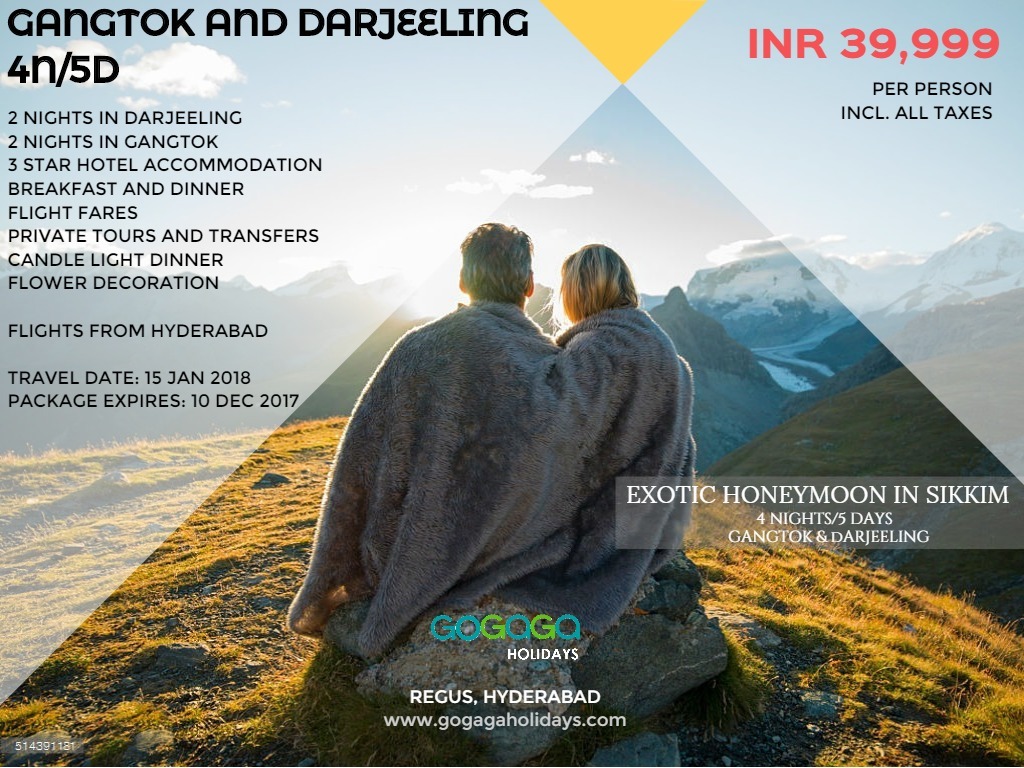 GANGTOK AND DARJEELING
4N/5D
INR 39,999
PER PERSON
INCL. ALL TAXES
2 NIGHTS IN DARJEELING
2 NIGHTS IN GANGTOK
3 STAR HOTEL ACCOMMODATION
BREAKFAST AND DINNER
FLIGHT FARES
PRIVATE TOURS AND TRANSFERS
CANDLE LIGHT DINNER
FLOWER DECORATION
FLIGHTS FROM HYDERABAD
TRAVEL DATE: 15 JAN 2018
PACKAGE EXPIRES: 10 DEC 2017
EXOTIC HONEYMOON IN SIKKIM
4 NIGHTS/5 DAYS
GANGTOK & DARJEELING
GOGAGA
HOLIDAYS
REGUS, HYDERABAD
www.gogagaholidays.com
514391181